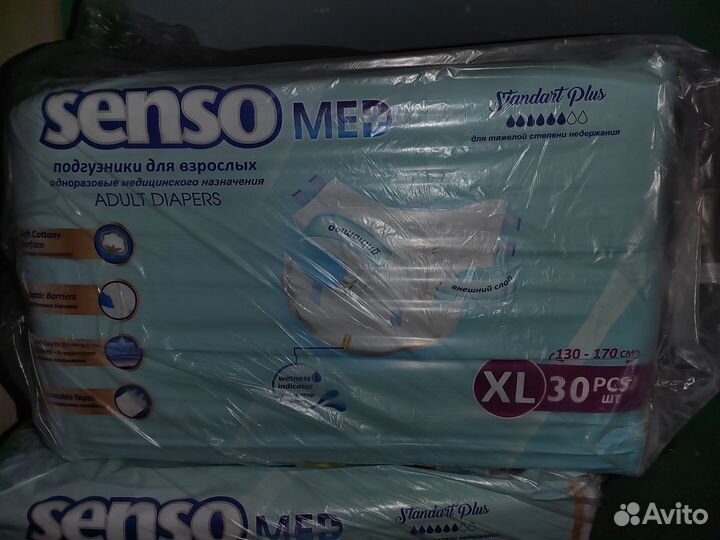 senso MED
Standart Plus
для тяжелой степени недержания
подгузники для взрослых
одноразовые медицинского назначения
ADULT DIAPERS
Cottony
дышащий
внешний слой
Barriers
wetness
indicator
130 - 170 см
XL 30 PCS
шт
Tapes
senso MED
Standart Plus
Avito